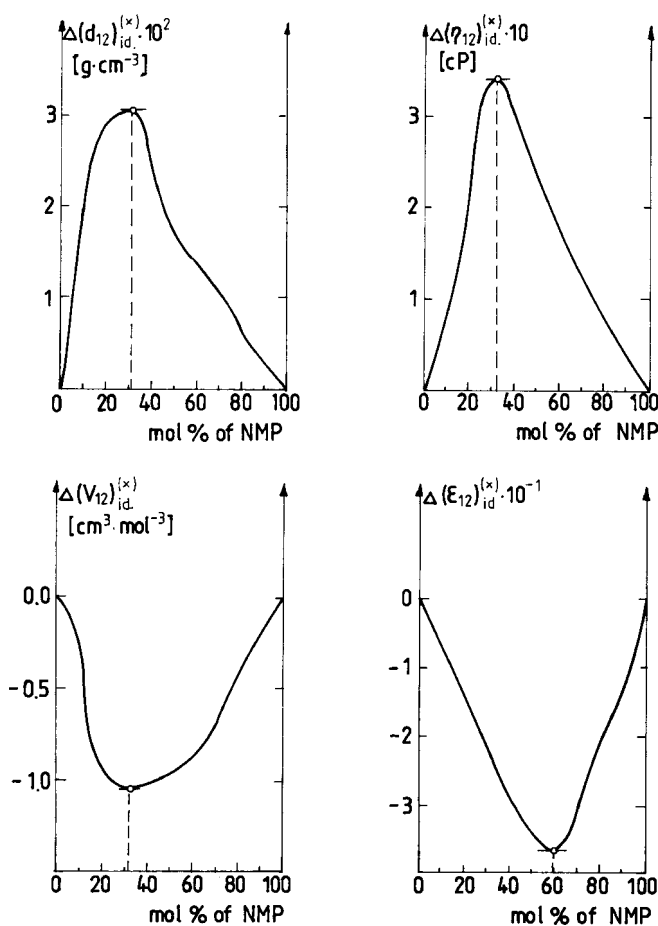 Δ(d₁₂)id.⁽ˣ⁾·10²
[g·cm⁻³]
3
2
1
0 20 40 60 80 100
mol % of NMP
Δ(η₁₂)id.⁽ˣ⁾·10
[cP]
3
2
1
0 20 40 60 80 100
mol % of NMP
Δ(V₁₂)id.⁽ˣ⁾
[cm³·mol⁻³]
0.0
-0.5
-1.0
0 20 40 60 80 100
mol % of NMP
Δ(ε₁₂)id⁽ˣ⁾·10⁻¹
0
-1
-2
-3
0 20 40 60 80 100
mol % of NMP